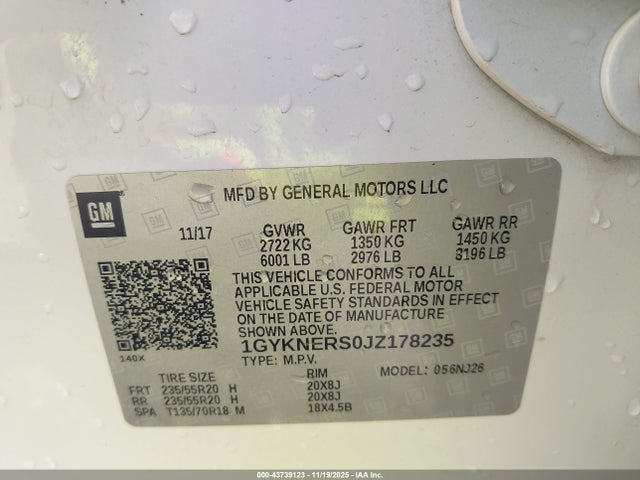 GM
MFD BY GENERAL MOTORS LLC
11/17 GVWR GAWR FRT GAWR RR
2722 KG 1350 KG 1450 KG
6001 LB 2976 LB 3196 LB
THIS VEHICLE CONFORMS TO ALL
APPLICABLE U.S. FEDERAL MOTOR
VEHICLE SAFETY STANDARDS IN EFFECT
ON THE DATE OF MANUFACTURE
SHOWN ABOVE.
1GYKNERS0JZ178235
140X
TYPE: M.P.V. MODEL: 056NJ26
TIRE SIZE RIM
FRT 235/55R20 H 20X8J
RR 235/55R20 H 20X8J
SPA T135/70R18 M 18X4.5B
000-43739123 - 11/19/2025 - IAA, Inc.